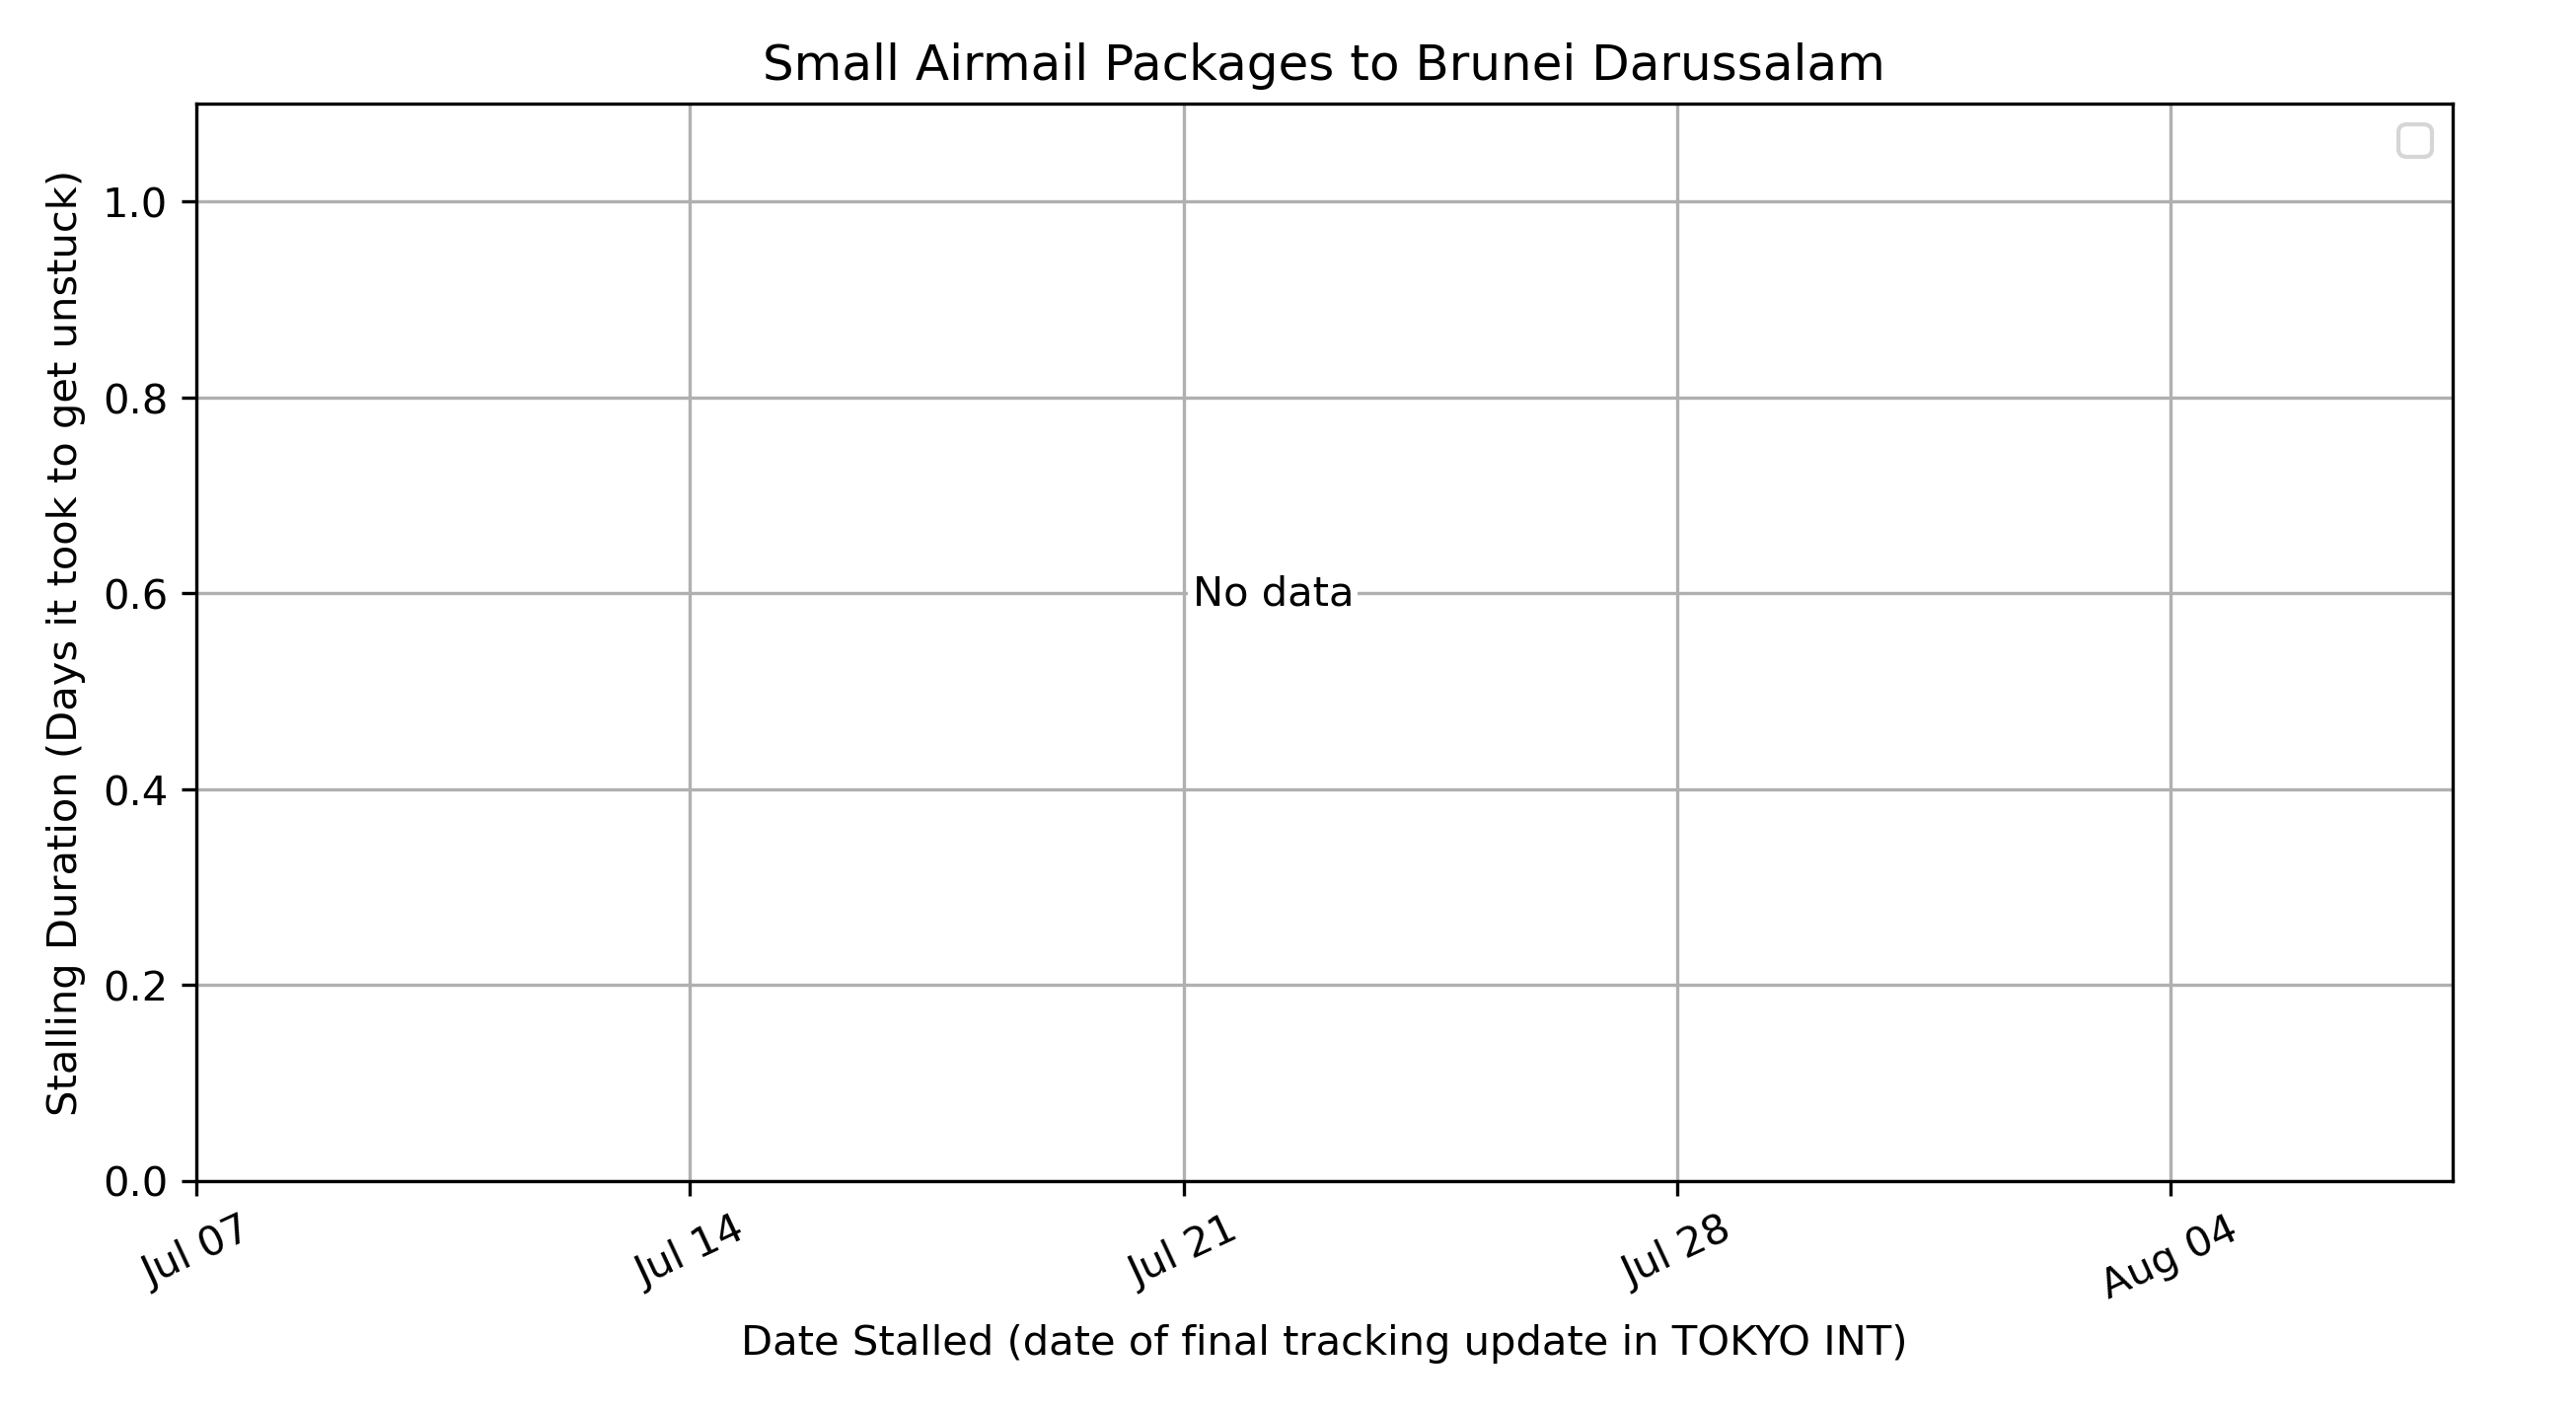 Small Airmail Packages to Brunei Darussalam
Stalling Duration (Days it took to get unstuck)
1.0
0.8
0.6
0.4
0.2
0.0
No data
Jul 07
Jul 14
Jul 21
Jul 28
Aug 04
Date Stalled (date of final tracking update in TOKYO INT)